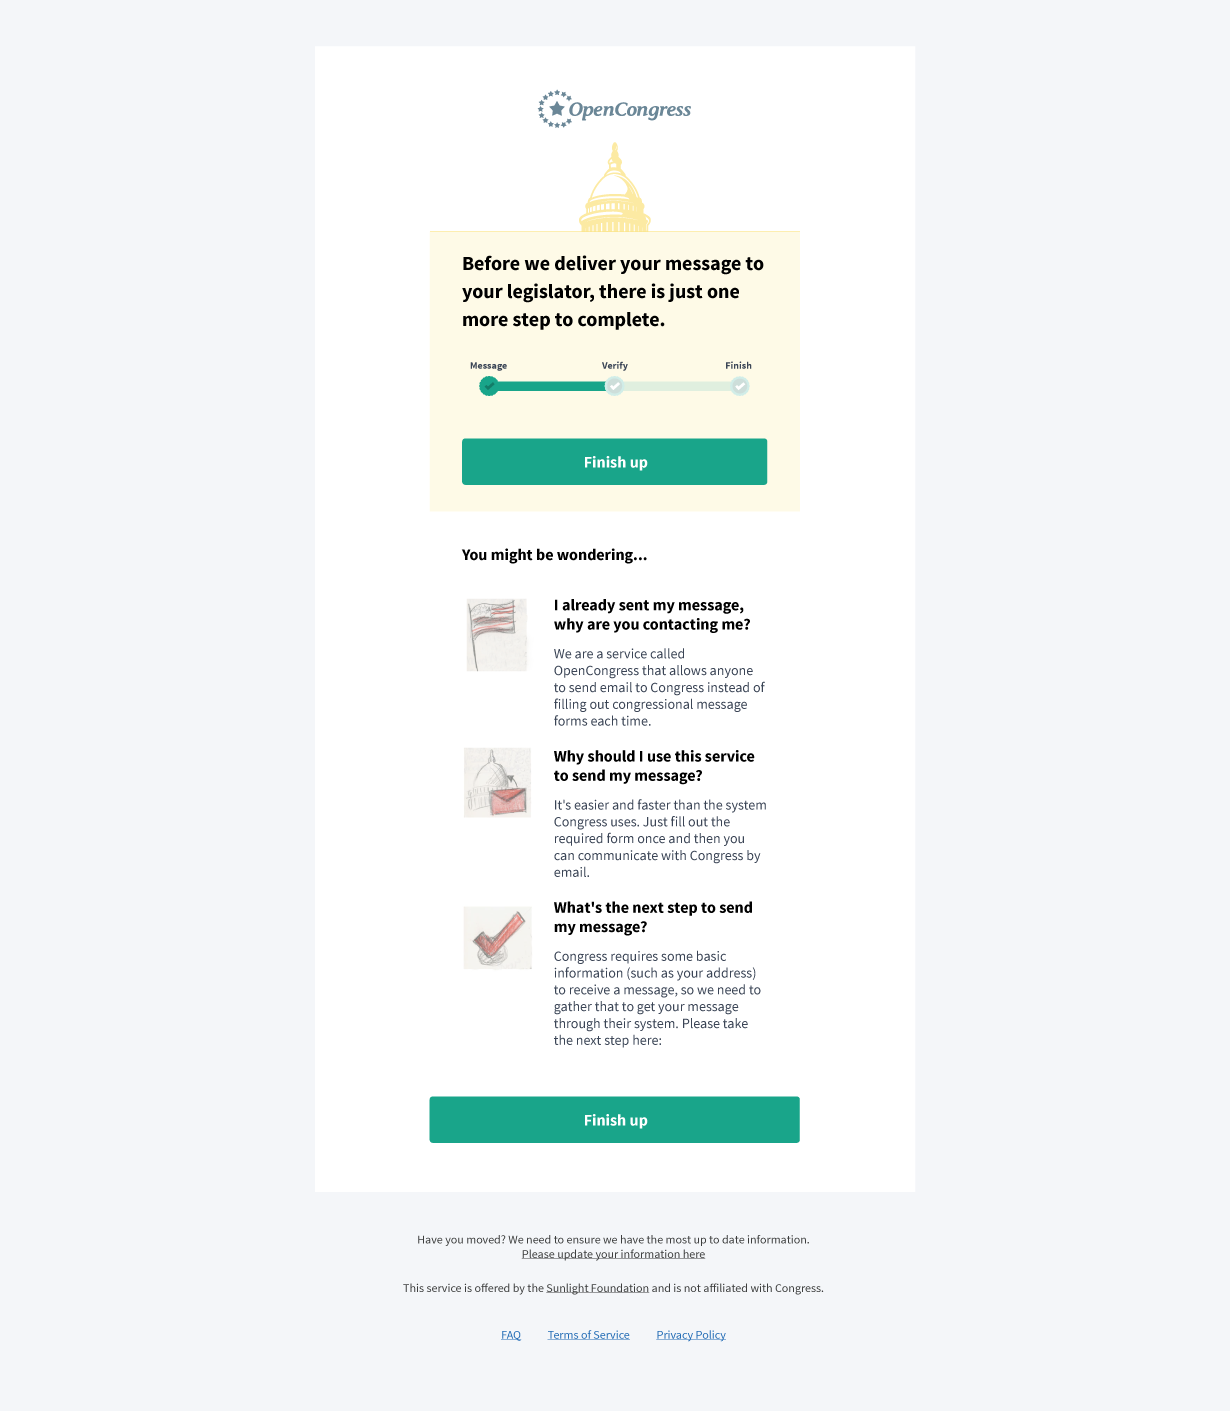 OpenCongress
Before we deliver your message to
your legislator, there is just one
more step to complete.
Message Verify Finish
Finish up
You might be wondering...
I already sent my message,
why are you contacting me?
We are a service called
OpenCongress that allows anyone
to send email to Congress instead of
filling out congressional message
forms each time.
Why should I use this service
to send my message?
It's easier and faster than the system
Congress uses. Just fill out the
required form once and then you
can communicate with Congress by
email.
What's the next step to send
my message?
Congress requires some basic
information (such as your address)
to receive a message, so we need to
gather that to get your message
through their system. Please take
the next step here:
Finish up
Have you moved? We need to ensure we have the most up to date information.
Please update your information here
This service is offered by the Sunlight Foundation and is not affiliated with Congress.
FAQ Terms of Service Privacy Policy